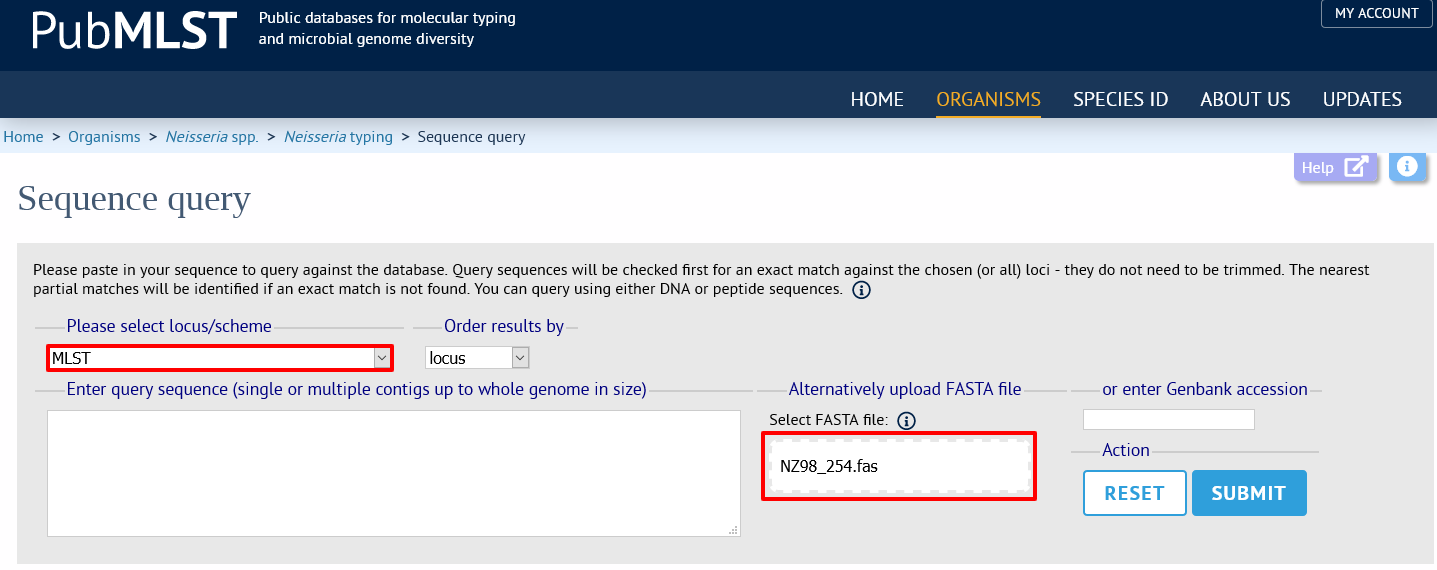 PubMLST
Public databases for molecular typing
and microbial genome diversity
MY ACCOUNT
HOME ORGANISMS SPECIES ID ABOUT US UPDATES
Home > Organisms > Neisseria spp. > Neisseria typing > Sequence query
Help
Sequence query
Please paste in your sequence to query against the database. Query sequences will be checked first for an exact match against the chosen (or all) loci - they do not need to be trimmed. The nearest
partial matches will be identified if an exact match is not found. You can query using either DNA or peptide sequences.
Please select locus/scheme
Order results by
MLST
locus
Enter query sequence (single or multiple contigs up to whole genome in size)
Alternatively upload FASTA file
or enter Genbank accession
Select FASTA file:
NZ98_254.fas
Action
RESET
SUBMIT